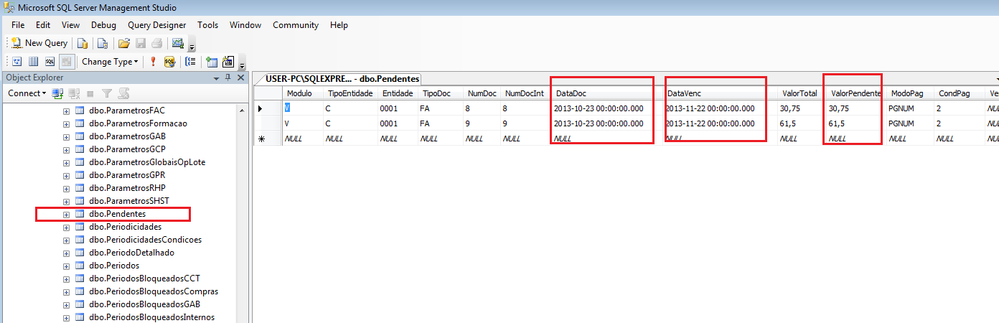 Microsoft SQL Server Management Studio
File Edit View Debug Query Designer Tools Window Community Help
New Query
SQL Change Type SQL
Object Explorer
Connect
dbo.ParametrosFAC
dbo.ParametrosFormacao
dbo.ParametrosGAB
dbo.ParametrosGCP
dbo.ParametrosGlobaisOpLote
dbo.ParametrosGPR
dbo.ParametrosRHP
dbo.ParametrosSHST
dbo.Pendentes
dbo.Periodicidades
dbo.PeriodicidadesCondicoes
dbo.PeriodoDetalhado
dbo.Periodos
dbo.PeriodosBloqueadosCCT
dbo.PeriodosBloqueadosCompras
dbo.PeriodosBloqueadosGAB
dbo.PeriodosBloqueadosInternos
USER-PC\SQLEXPRE... - dbo.Pendentes
Modulo TipoEntidade Entidade TipoDoc NumDoc NumDocInt DataDoc DataVenc ValorTotal ValorPendente ModoPag CondPag Ve
V C 0001 FA 8 8 2013-10-23 00:00:00.000 2013-11-22 00:00:00.000 30,75 30,75 PGNUM 2 NU
V C 0001 FA 9 9 2013-10-23 00:00:00.000 2013-11-22 00:00:00.000 61,5 61,5 PGNUM 2 NU
NULL NULL NULL NULL NULL NULL NULL NULL NULL NULL NULL NULL NU